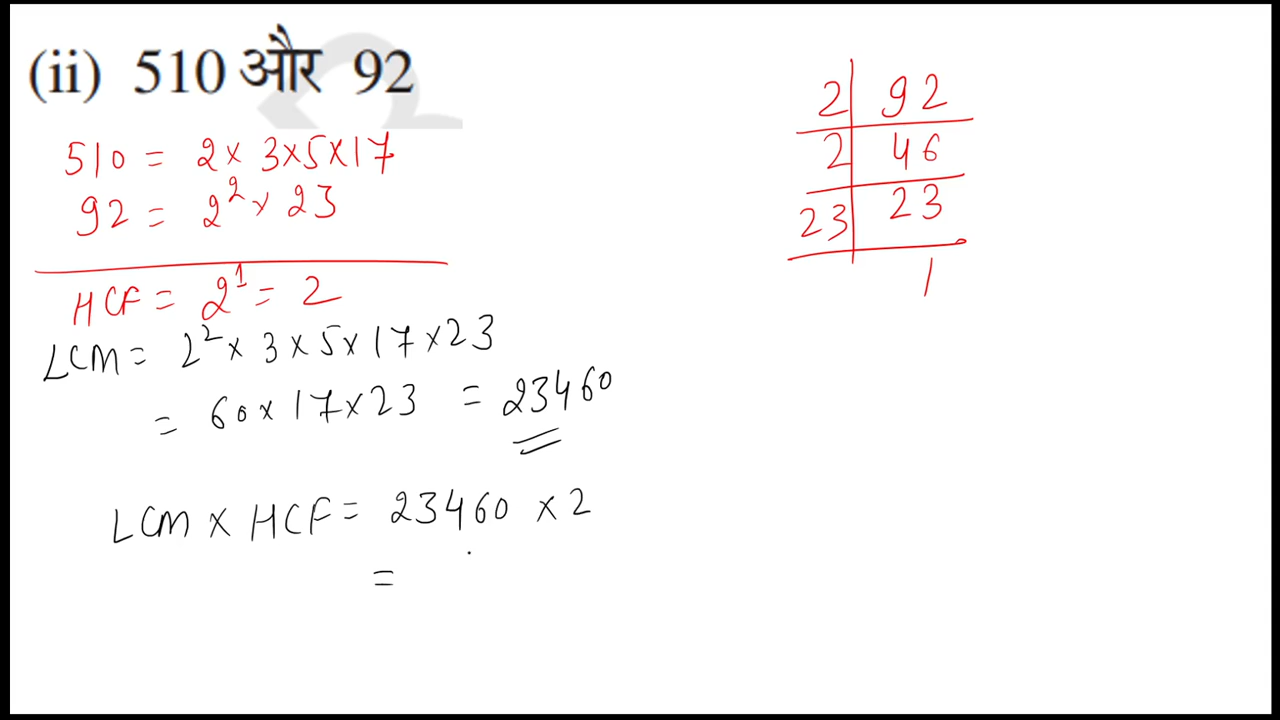 (ii) 510 और 92
510 = 2 × 3×5×17
92 = 2² × 23
HCF = 2¹ = 2
LCM = 2² × 3 × 5 × 17 × 23
= 60 × 17 × 23 = 23460
LCM × HCF = 23460 × 2
=
2 | 92
2 | 46
23 | 23
1